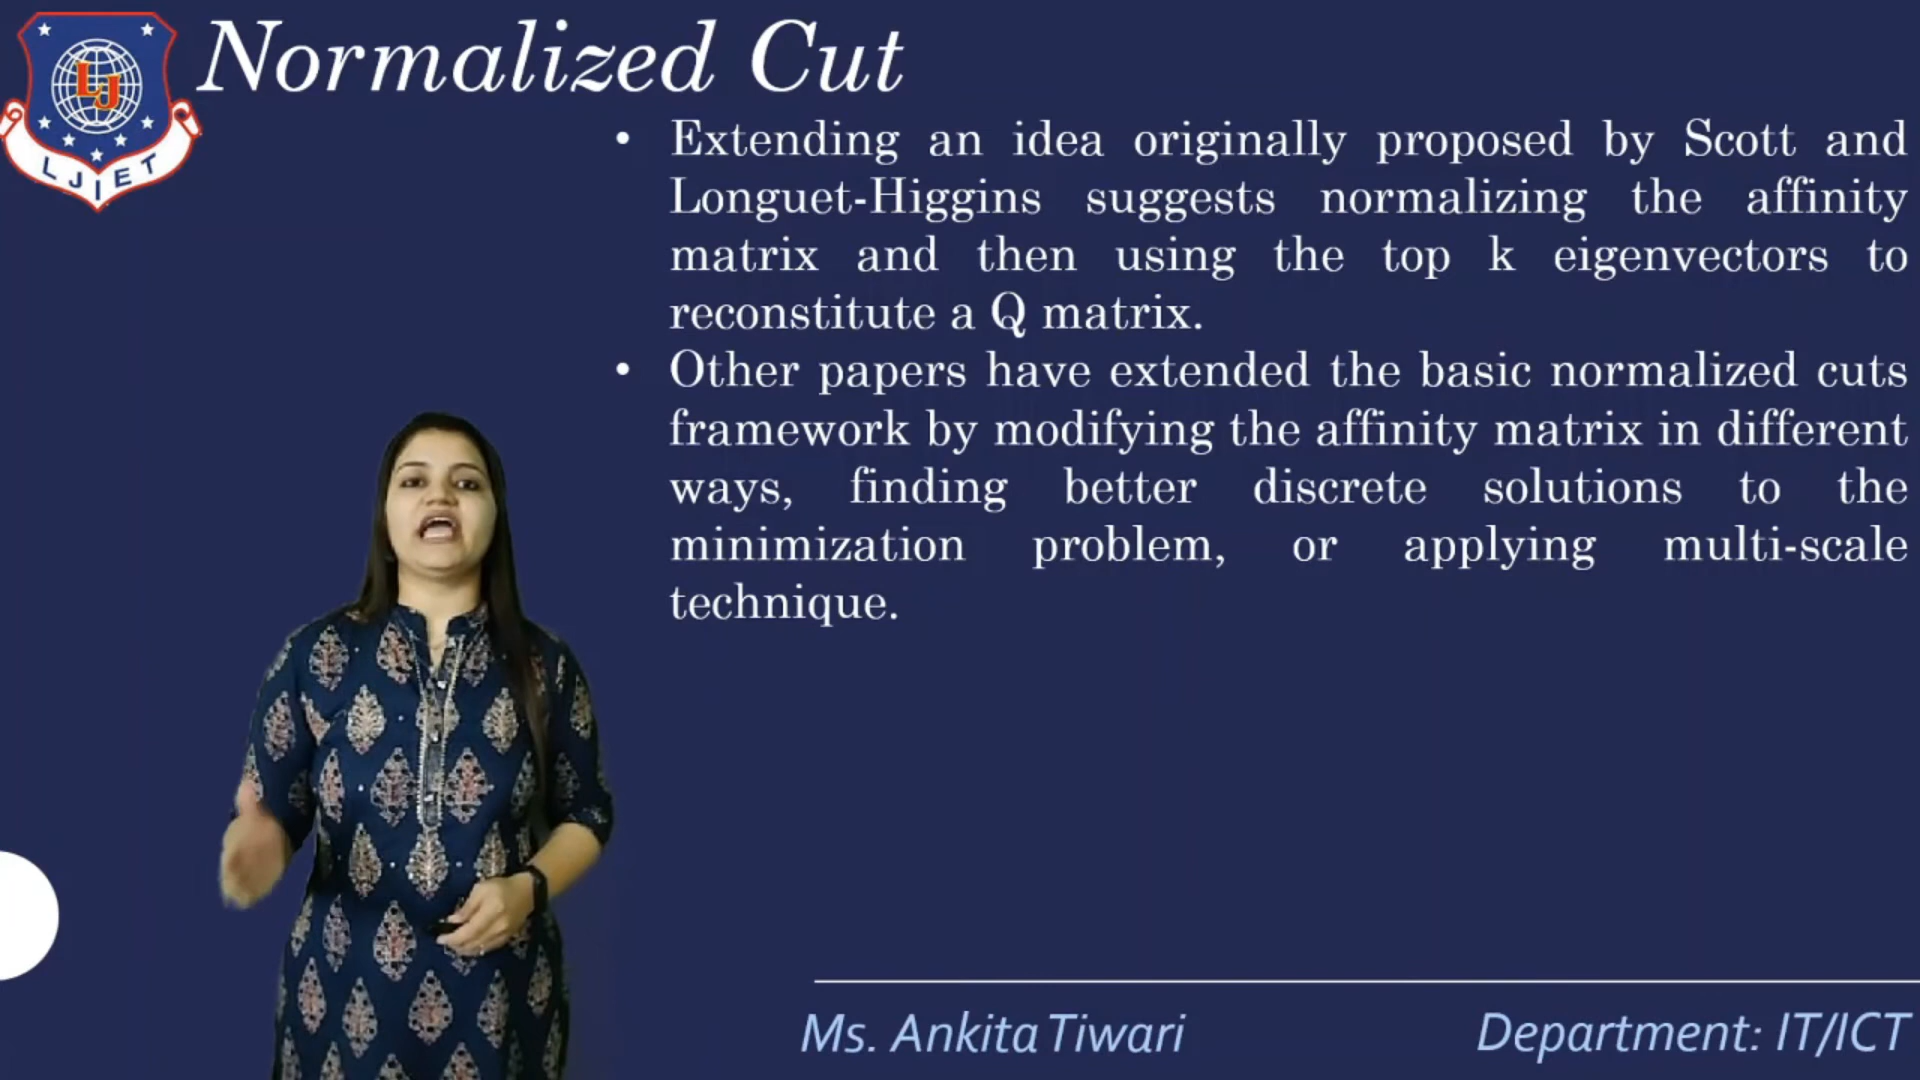 Normalized Cut
LJ
LJIET
• Extending an idea originally proposed by Scott and
Longuet-Higgins suggests normalizing the affinity
matrix and then using the top k eigenvectors to
reconstitute a Q matrix.
• Other papers have extended the basic normalized cuts
framework by modifying the affinity matrix in different
ways, finding better discrete solutions to the
minimization problem, or applying multi-scale
technique.
Ms. Ankita Tiwari
Department: IT/ICT